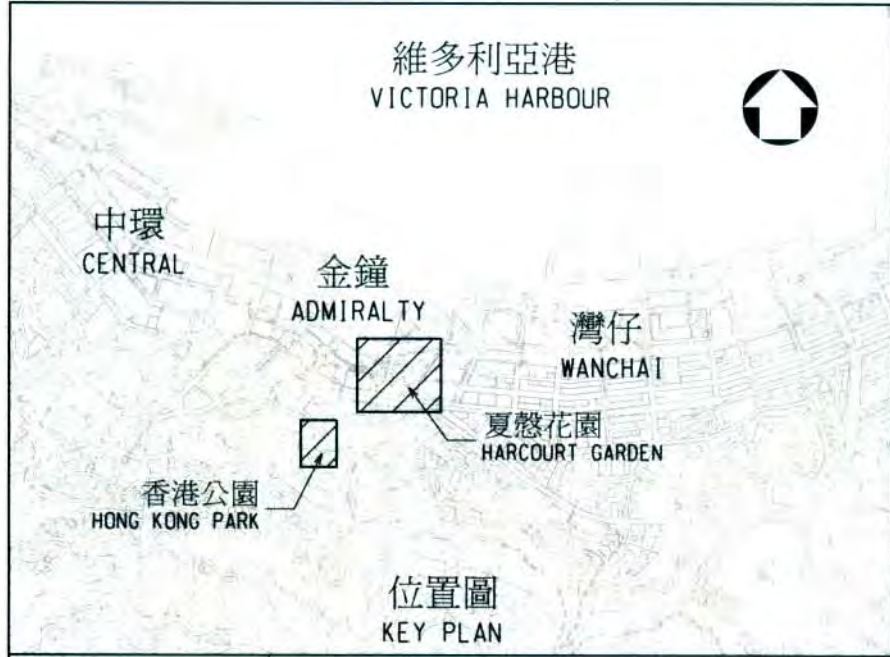 維多利亞港
VICTORIA HARBOUR
中環
CENTRAL
金鐘
ADMIRALTY
灣仔
WANCHAI
夏慤花園
HARCOURT GARDEN
香港公園
HONG KONG PARK
位置圖
KEY PLAN